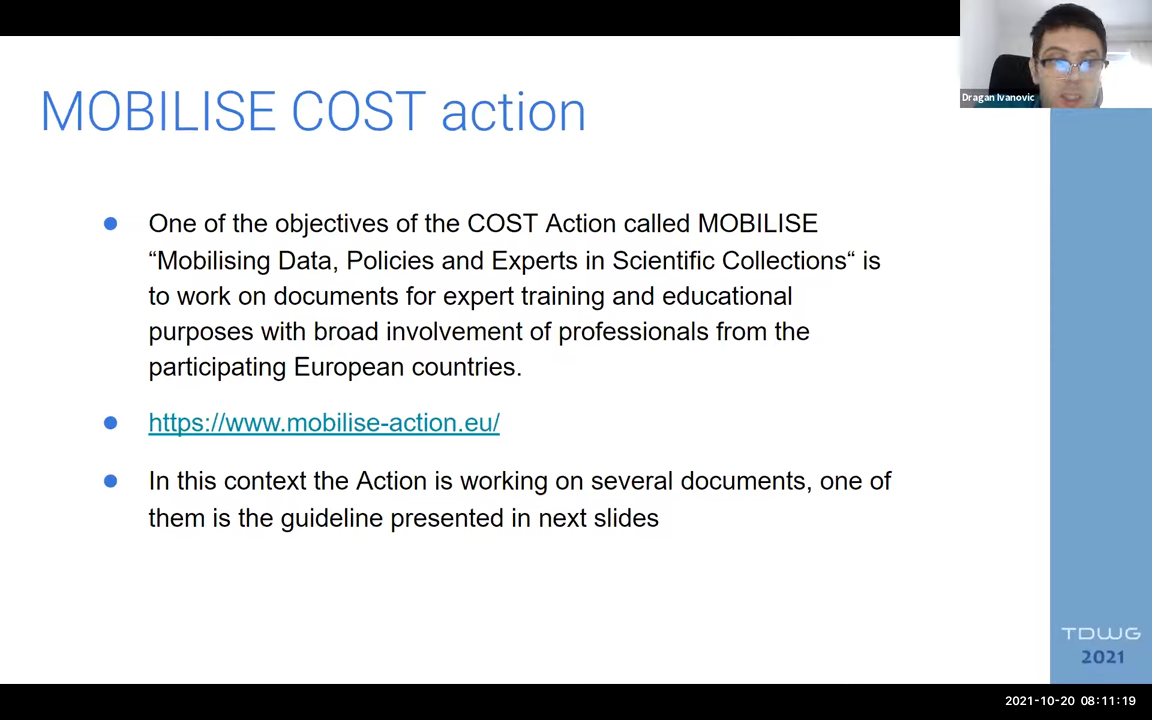 MOBILISE COST action
Dragan Ivanovic
One of the objectives of the COST Action called MOBILISE
“Mobilising Data, Policies and Experts in Scientific Collections“ is
to work on documents for expert training and educational
purposes with broad involvement of professionals from the
participating European countries.
https://www.mobilise-action.eu/
In this context the Action is working on several documents, one of
them is the guideline presented in next slides
TDWG
2021
2021-10-20 08:11:19